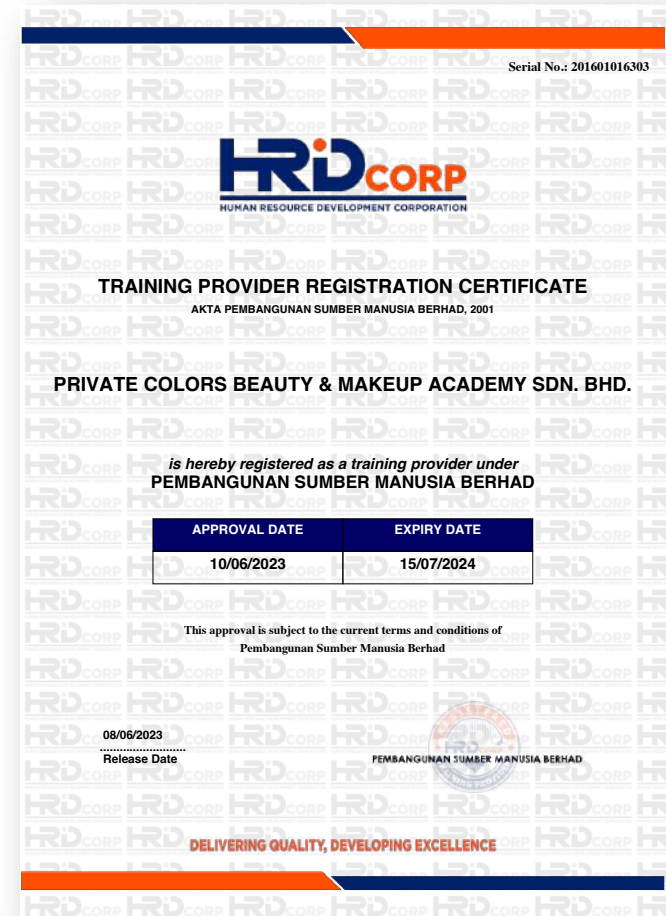 Serial No.: 201601016303
HRD CORP
HUMAN RESOURCE DEVELOPMENT CORPORATION
TRAINING PROVIDER REGISTRATION CERTIFICATE
AKTA PEMBANGUNAN SUMBER MANUSIA BERHAD, 2001
PRIVATE COLORS BEAUTY & MAKEUP ACADEMY SDN. BHD.
is hereby registered as a training provider under
PEMBANGUNAN SUMBER MANUSIA BERHAD
APPROVAL DATE EXPIRY DATE
10/06/2023 15/07/2024
This approval is subject to the current terms and conditions of
Pembangunan Sumber Manusia Berhad
08/06/2023
Release Date
PEMBANGUNAN SUMBER MANUSIA BERHAD
DELIVERING QUALITY, DEVELOPING EXCELLENCE